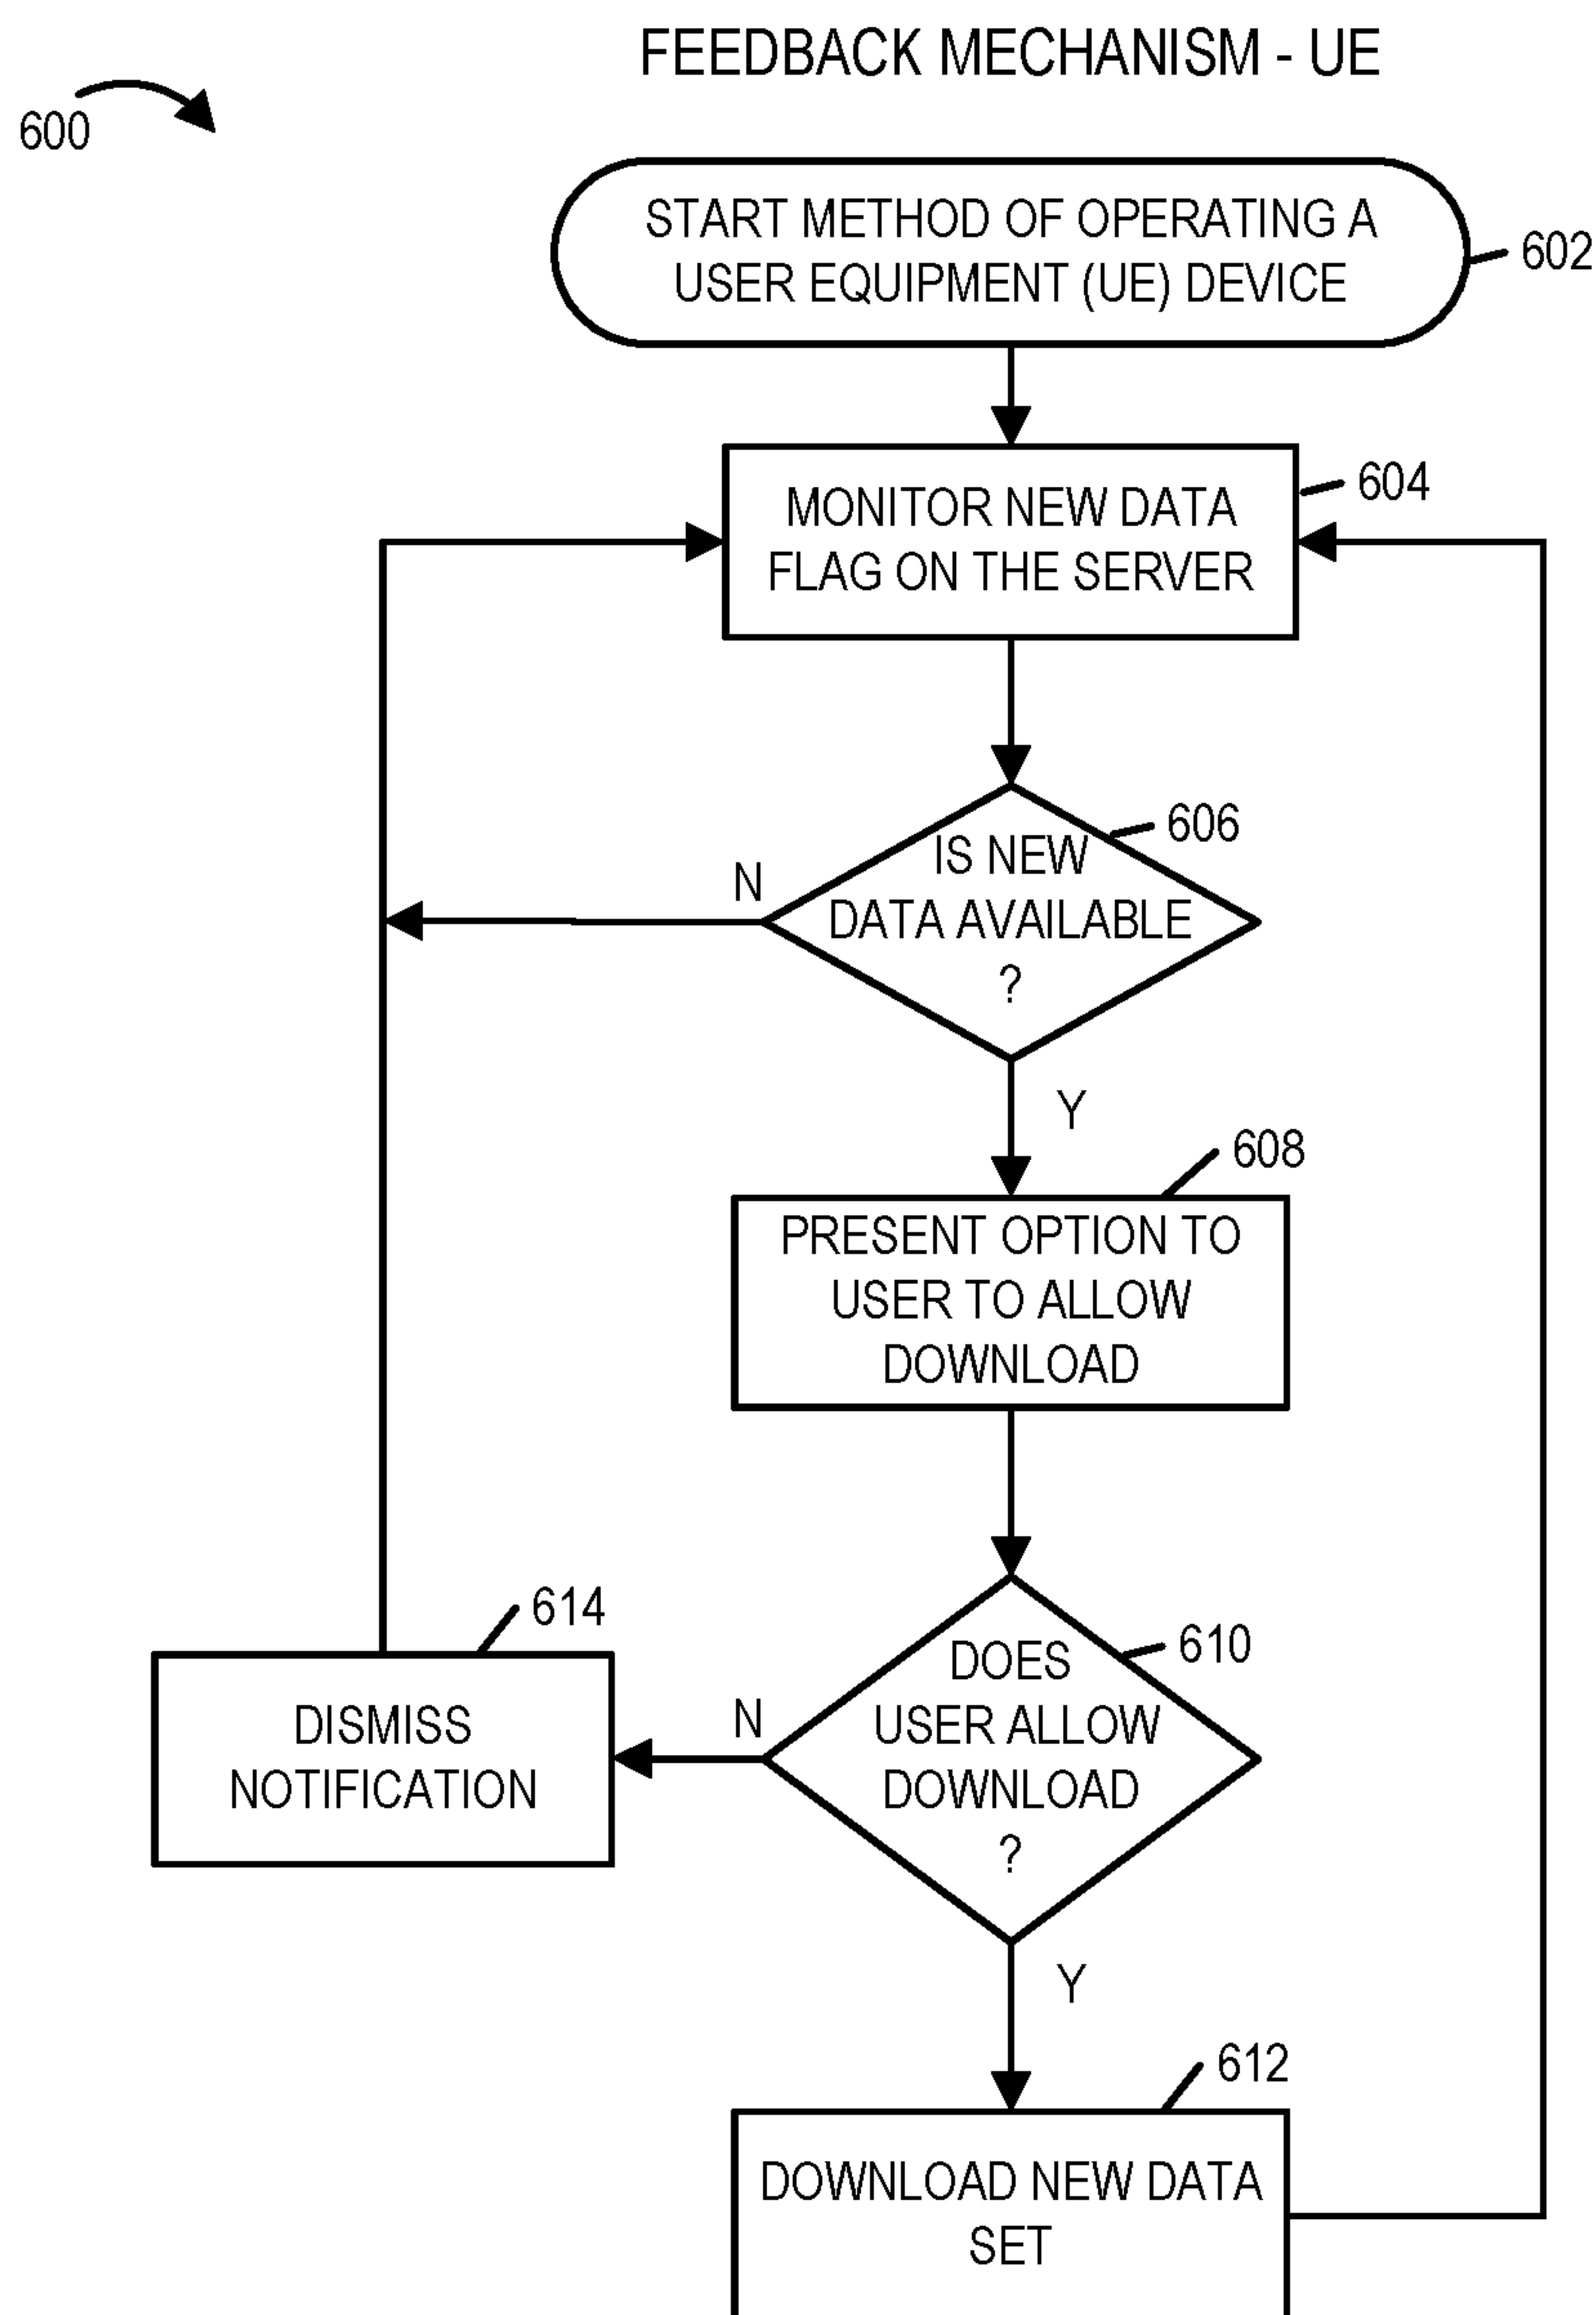 FEEDBACK MECHANISM - UE
600
START METHOD OF OPERATING A
USER EQUIPMENT (UE) DEVICE
602
604
MONITOR NEW DATA
FLAG ON THE SERVER
606
N
IS NEW
DATA AVAILABLE
?
Y
608
PRESENT OPTION TO
USER TO ALLOW
DOWNLOAD
614
610
DISMISS
NOTIFICATION
N
DOES
USER ALLOW
DOWNLOAD
?
Y
612
DOWNLOAD NEW DATA
SET